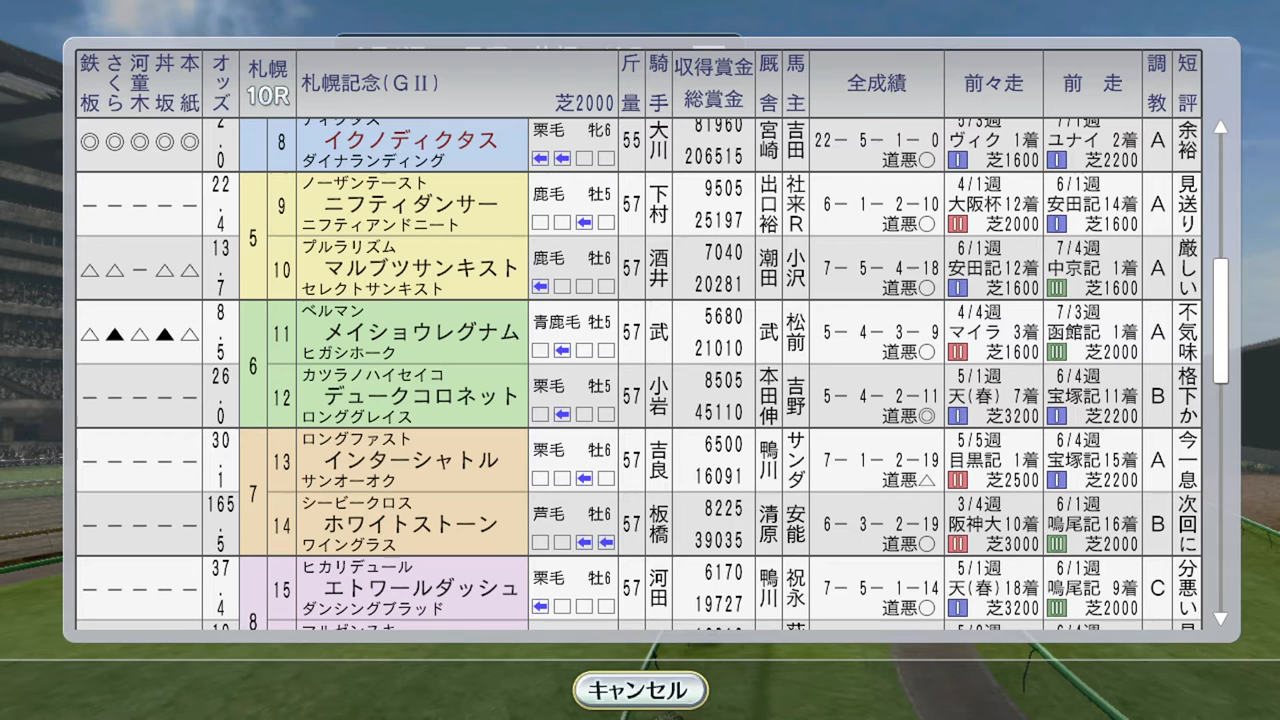 鉄板 さくら 河童木 丼坂 本紙 オッズ 札幌10R 札幌記念(GⅡ) 芝2000 斤量 騎手 収得賞金 総賞金 厩舎 馬主 全成績 前々走 前走 調教 短評
◎◎◎◎◎ 2.0 8 イクノディクタス ダイナランディング 栗毛 牝6 55 大川 81960 206515 宮崎 吉田 22-5-1-0 道悪○ ヴィク 1着 Ⅰ 芝1600 ユナイ 2着 Ⅰ 芝2200 A 余裕
————— 22.4 5 9 ノーザンテースト ニフティダンサー ニフティアンドニート 鹿毛 牡5 57 下村 9505 25197 出口裕 社来R 6-1-2-10 道悪○ 4/1週 大阪杯12着 Ⅱ 芝2000 6/1週 安田記14着 Ⅰ 芝1600 A 見送り
△△—△△ 13.7 10 プルラリズム マルブツサンキスト セレクトサンキスト 鹿毛 牡6 57 酒井 7040 20281 潮田 小沢 7-5-4-18 道悪○ 6/1週 安田記12着 Ⅰ 芝1600 7/4週 中京記 1着 Ⅲ 芝1600 A 厳しい
△▲△▲△ 8.5 6 11 ベルマン メイショウレグナム ヒガシホーク 青鹿毛 牡5 57 武 5680 21010 武 松前 5-4-3-9 道悪○ 4/4週 マイラ 3着 Ⅱ 芝1600 7/3週 函館記 1着 Ⅲ 芝2000 A 不気味
————— 26.0 12 カツラノハイセイコ デュークコロネット ロンググレイス 栗毛 牡5 57 小岩 8505 45110 本田伸 吉野 5-4-2-11 道悪◎ 5/1週 天(春) 7着 Ⅰ 芝3200 6/4週 宝塚記11着 Ⅰ 芝2200 B 格下か
————— 30.1 7 13 ロングファスト インターシャトル サンオーオク 栗毛 牡6 57 吉良 6500 16091 鴨川 サンダ 7-1-2-19 道悪△ 5/5週 目黒記 1着 Ⅱ 芝2500 6/4週 宝塚記15着 Ⅰ 芝2200 A 今一息
————— 165.5 14 シービークロス ホワイトストーン ワイングラス 芦毛 牡6 57 板橋 8225 39035 清原 安能 6-3-2-19 道悪○ 3/4週 阪神大10着 Ⅱ 芝3000 6/1週 鳴尾記16着 Ⅲ 芝2000 B 次回に
————— 37.4 8 15 ヒカリデュール エトワールダッシュ ダンシングブラッド 栗毛 牡6 57 河田 6170 19727 鴨川 祝永 7-5-1-14 道悪○ 5/1週 天(春)18着 Ⅰ 芝3200 6/1週 鳴尾記 9着 Ⅲ 芝2000 C 分悪い
キャンセル